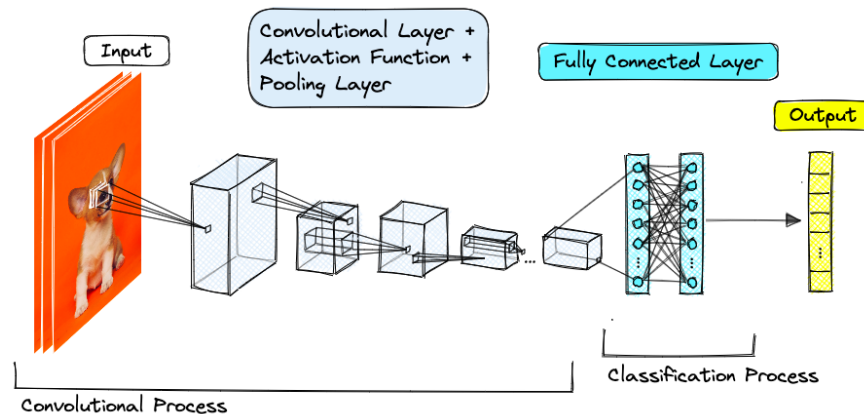 Input
Convolutional Layer +
Activation Function +
Pooling Layer
Fully Connected Layer
Output
...
...
...
...
Convolutional Process
Classification Process